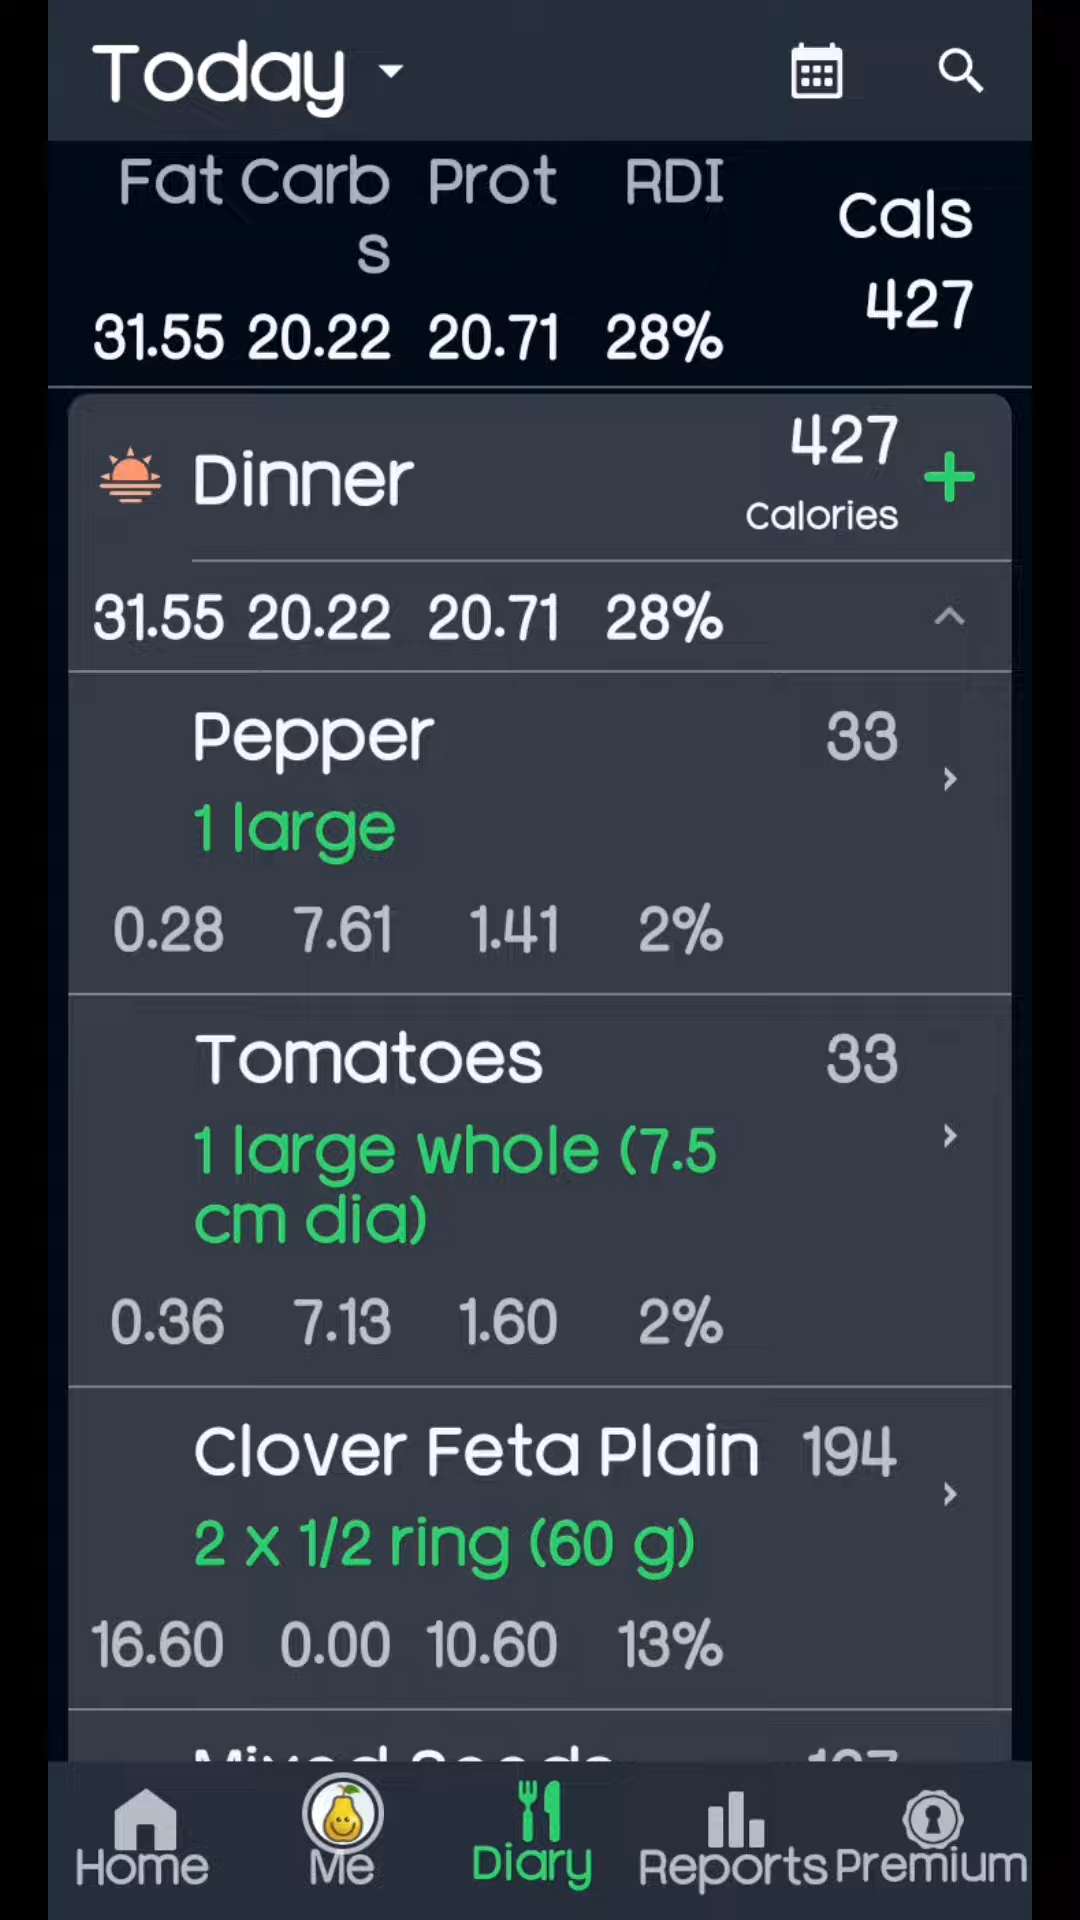 Today
Fat Carbs Prot RDI
Cals
31.55 20.22 20.71 28%
427
Dinner
427
Calories
31.55 20.22 20.71 28%
Pepper 33
1 large
0.28 7.61 1.41 2%
Tomatoes 33
1 large whole (7.5
cm dia)
0.36 7.13 1.60 2%
Clover Feta Plain 194
2 x 1/2 ring (60 g)
16.60 0.00 10.60 13%
Home Me Diary Reports Premium